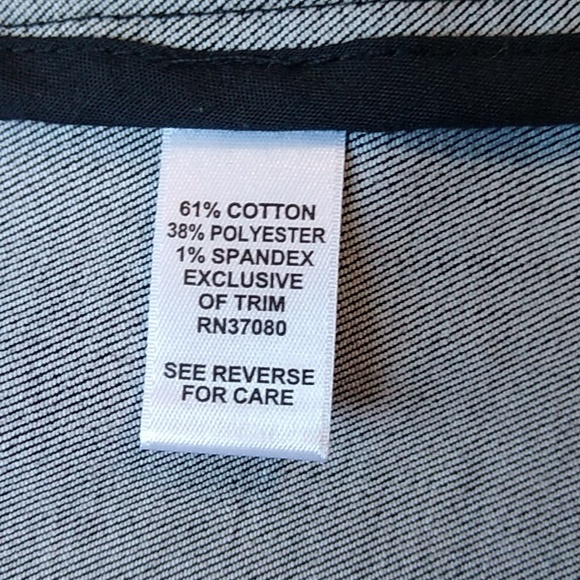 61% COTTON
38% POLYESTER
1% SPANDEX
EXCLUSIVE
OF TRIM
RN37080
SEE REVERSE
FOR CARE